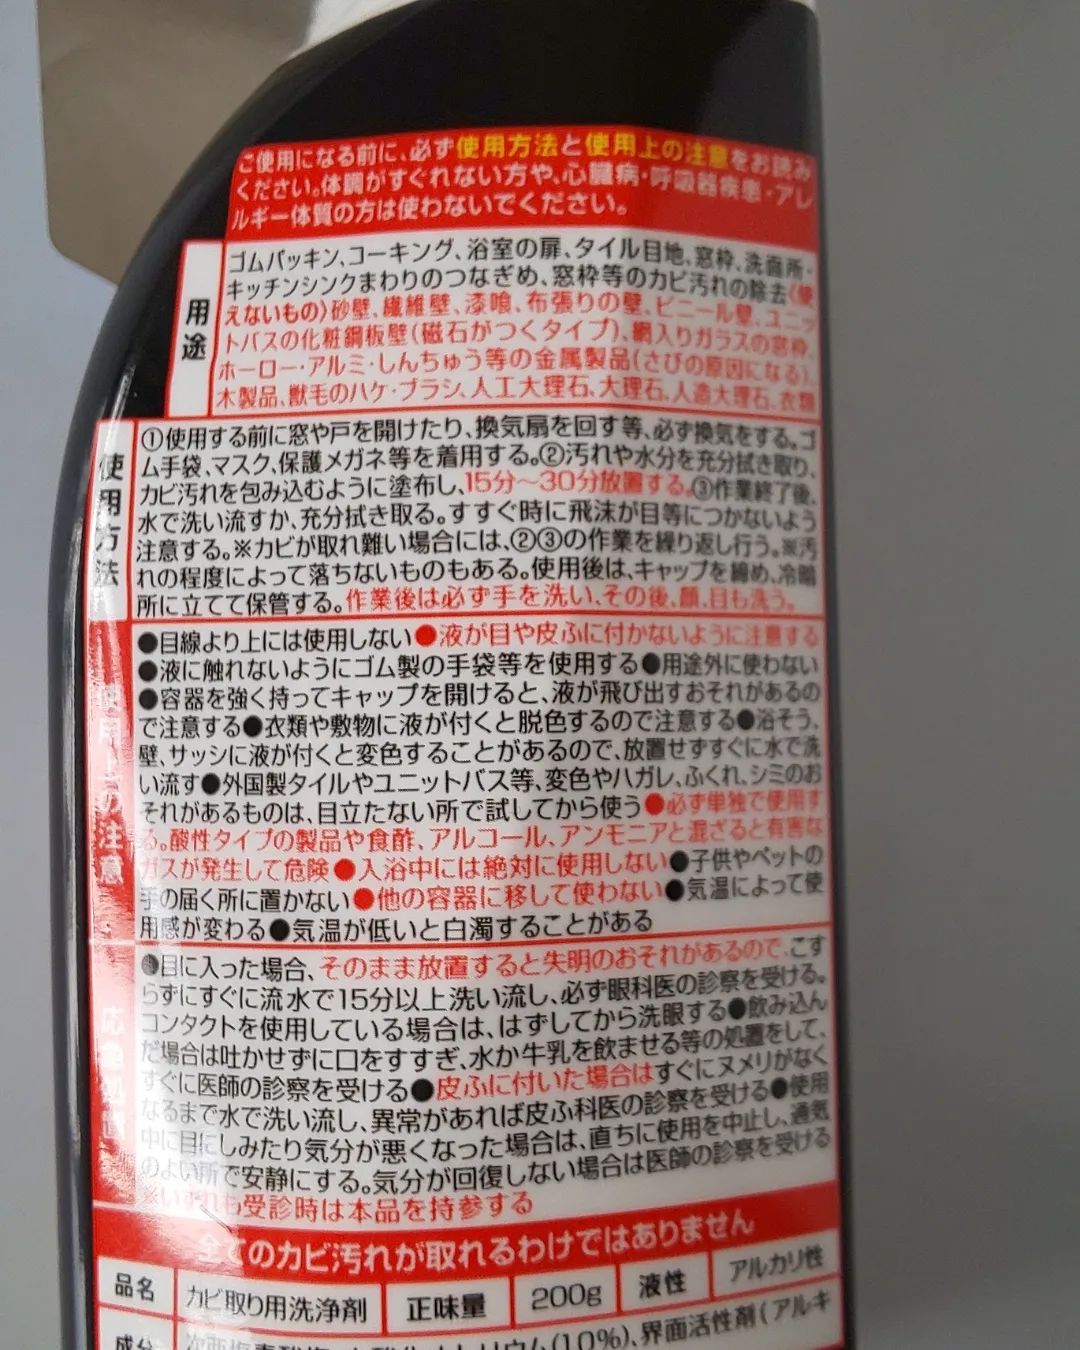 ご使用になる前に、必ず使用方法と使用上の注意をお読み
ください。体調がすぐれない方や、心臓病・呼吸器疾患・アレ
ルギー体質の方は使わないでください。
用途
ゴムパッキン、コーキング、浴室の扉、タイル目地、窓枠、洗面所・
キッチンシンクまわりのつなぎめ、窓枠等のカビ汚れの除去〈使
えないもの〉砂壁、繊維壁、漆喰、布張りの壁、ビニール壁、ユニッ
トバスの化粧鋼板壁(磁石がつくタイプ)、網入りガラスの窓枠、
ホーロー・アルミ・しんちゅう等の金属製品(さびの原因になる)、
木製品、獣毛のハケ・ブラシ、人工大理石、大理石、人造大理石、衣類
使用方法
①使用する前に窓や戸を開けたり、換気扇を回す等、必ず換気をする。ゴ
ム手袋、マスク、保護メガネ等を着用する。②汚れや水分を充分拭き取り、
カビ汚れを包み込むように塗布し、15分〜30分放置する。③作業終了後、
水で洗い流すか、充分拭き取る。すすぐ時に飛沫が目等につかないよう
注意する。※カビが取れ難い場合には、②③の作業を繰り返し行う。※汚
れの程度によって落ちないものもある。使用後は、キャップを締め、冷暗
所に立てて保管する。作業後は必ず手を洗い、その後、顔、目も洗う。
使用上の注意
●目線より上には使用しない●液が目や皮ふに付かないように注意する
●液に触れないようにゴム製の手袋等を使用する●用途外に使わない
●容器を強く持ってキャップを開けると、液が飛び出すおそれがあるの
で注意する●衣類や敷物に液が付くと脱色するので注意する●浴そう、
壁、サッシに液が付くと変色することがあるので、放置せずすぐに水で洗
い流す●外国製タイルやユニットバス等、変色やハガレ、ふくれ、シミのお
それがあるものは、目立たない所で試してから使う●必ず単独で使用す
る。酸性タイプの製品や食酢、アルコール、アンモニアと混ざると有害な
ガスが発生して危険●入浴中には絶対に使用しない●子供やペットの
手の届く所に置かない●他の容器に移して使わない●気温によって使
用感が変わる●気温が低いと白濁することがある
応急処置
●目に入った場合、そのまま放置すると失明のおそれがあるので、こす
らずにすぐに流水で15分以上洗い流し、必ず眼科医の診察を受ける。
コンタクトを使用している場合は、はずしてから洗眼する●飲み込ん
だ場合は吐かせずに口をすすぎ、水か牛乳を飲ませる等の処置をして、
すぐに医師の診察を受ける●皮ふに付いた場合はすぐにヌメリがなく
なるまで水で洗い流し、異常があれば皮ふ科医の診察を受ける●使用
中に目にしみたり気分が悪くなった場合は、直ちに使用を中止し、通気
のよい所で安静にする。気分が回復しない場合は医師の診察を受ける
※いずれも受診時は本品を持参する
全てのカビ汚れが取れるわけではありません
品名 カビ取り用洗浄剤 正味量 200g 液性 アルカリ性
成分 次亜塩素酸塩、水酸化ナトリウム(1.0%)、界面活性剤(アルキ